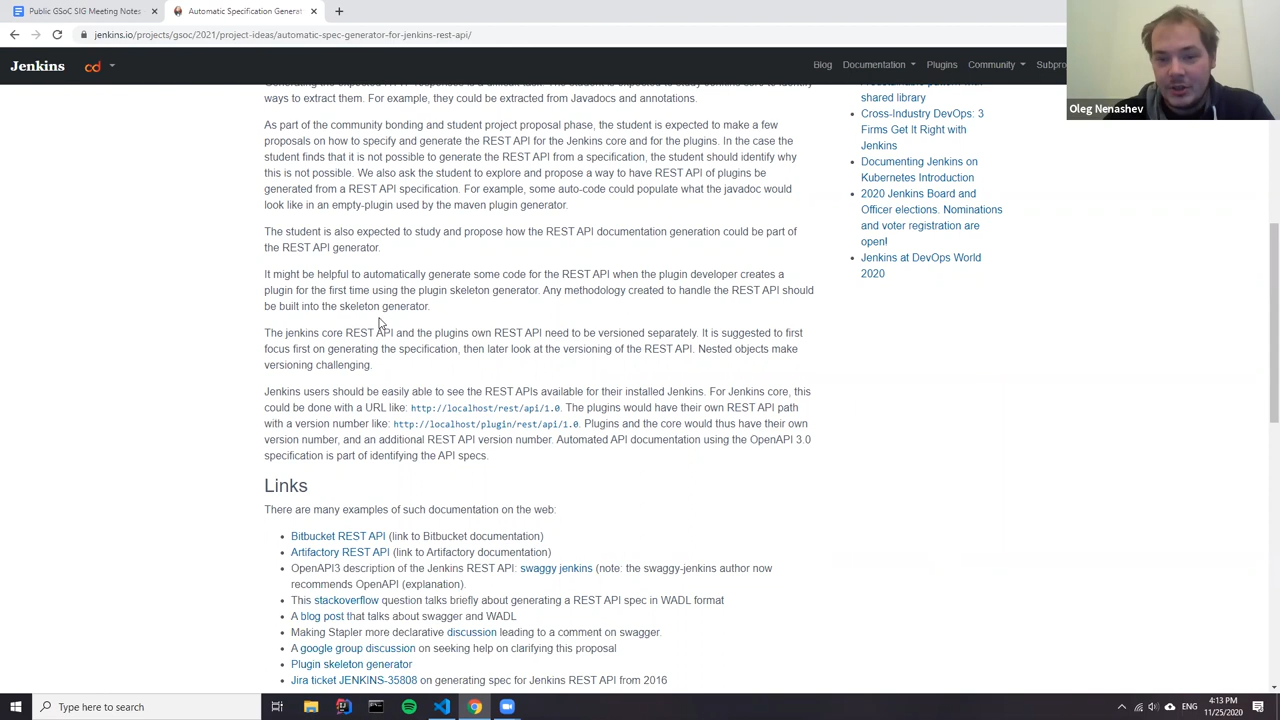 Public GSoC SIG Meeting Notes
Automatic Specification Generat
jenkins.io/projects/gsoc/2021/project-ideas/automatic-spec-generator-for-jenkins-rest-api/
Jenkins
cd
Blog
Documentation
Plugins
Community
Subpro
Oleg Nenashev
ways to extract them. For example, they could be extracted from Javadocs and annotations.
As part of the community bonding and student project proposal phase, the student is expected to make a few
proposals on how to specify and generate the REST API for the Jenkins core and for the plugins. In the case the
student finds that it is not possible to generate the REST API from a specification, the student should identify why
this is not possible. We also ask the student to explore and propose a way to have REST API of plugins be
generated from a REST API specification. For example, some auto-code could populate what the javadoc would
look like in an empty-plugin used by the maven plugin generator.
The student is also expected to study and propose how the REST API documentation generation could be part of
the REST API generator.
It might be helpful to automatically generate some code for the REST API when the plugin developer creates a
plugin for the first time using the plugin skeleton generator. Any methodology created to handle the REST API should
be built into the skeleton generator.
The jenkins core REST API and the plugins own REST API need to be versioned separately. It is suggested to first
focus first on generating the specification, then later look at the versioning of the REST API. Nested objects make
versioning challenging.
Jenkins users should be easily able to see the REST APIs available for their installed Jenkins. For Jenkins core, this
could be done with a URL like: http://localhost/rest/api/1.0. The plugins would have their own REST API path
with a version number like: http://localhost/plugin/rest/api/1.0. Plugins and the core would thus have their own
version number, and an additional REST API version number. Automated API documentation using the OpenAPI 3.0
specification is part of identifying the API specs.
Links
There are many examples of such documentation on the web:
Bitbucket REST API (link to Bitbucket documentation)
Artifactory REST API (link to Artifactory documentation)
OpenAPI3 description of the Jenkins REST API: swaggy jenkins (note: the swaggy-jenkins author now
recommends OpenAPI (explanation).
This stackoverflow question talks briefly about generating a REST API spec in WADL format
A blog post that talks about swagger and WADL
Making Stapler more declarative discussion leading to a comment on swagger.
A google group discussion on seeking help on clarifying this proposal
Plugin skeleton generator
Jira ticket JENKINS-35808 on generating spec for Jenkins REST API from 2016
shared library
Cross-Industry DevOps: 3
Firms Get It Right with
Jenkins
Documenting Jenkins on
Kubernetes Introduction
2020 Jenkins Board and
Officer elections. Nominations
and voter registration are
open!
Jenkins at DevOps World
2020
Type here to search
ENG
4:13 PM
11/25/2020